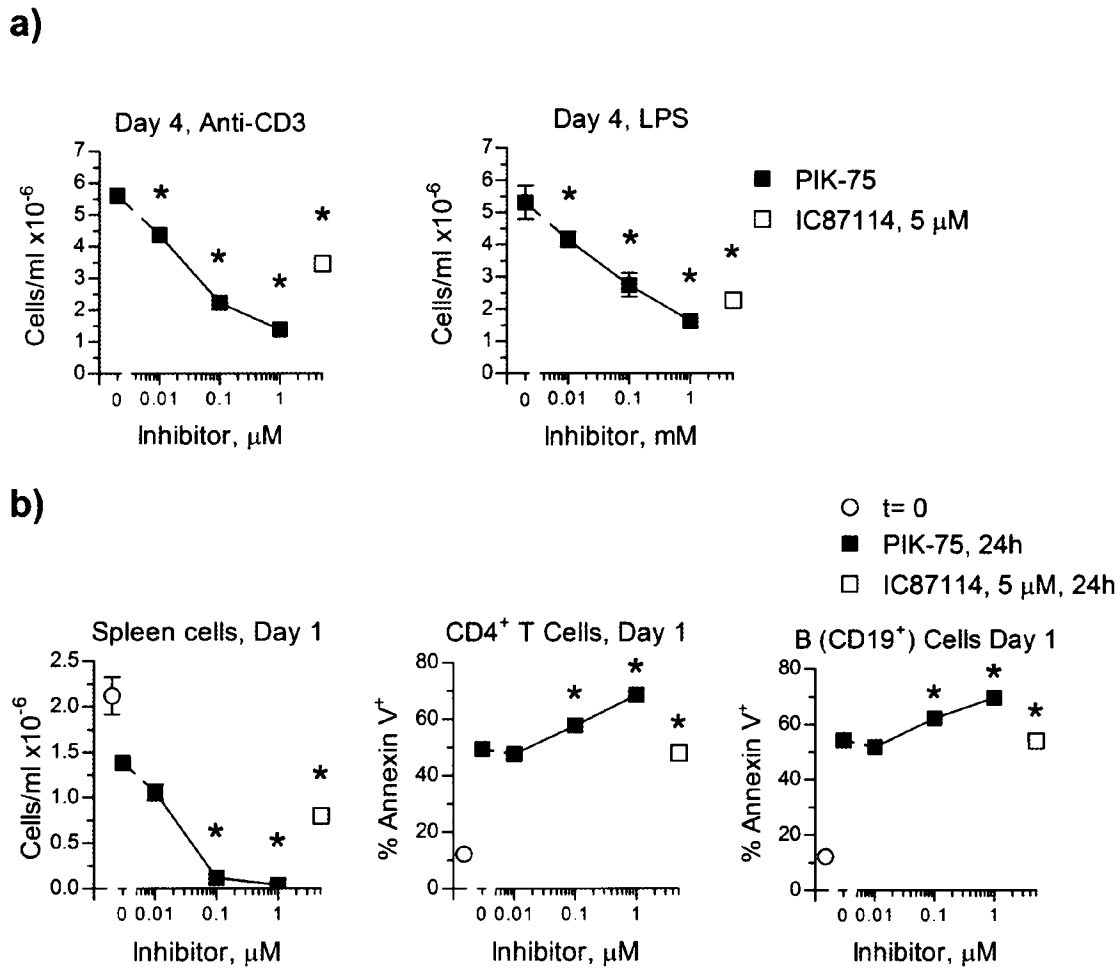 a)
Day 4, Anti-CD3
Cells/ml x10⁻⁶
7
6
5
4
3
2
1
0
* * * *
0 0.01 0.1 1
Inhibitor, μM
Day 4, LPS
Cells/ml x10⁻⁶
7
6
5
4
3
2
1
0
* * * *
0 0.01 0.1 1
Inhibitor, mM
PIK-75
IC87114, 5 μM
b)
t= 0
PIK-75, 24h
IC87114, 5 μM, 24h
Spleen cells, Day 1
Cells/ml x10⁻⁶
2.5
2.0
1.5
1.0
0.5
0.0
* * *
0 0.01 0.1 1
Inhibitor, μM
CD4⁺ T Cells, Day 1
% Annexin V⁺
80
60
40
20
0
* * *
0 0.01 0.1 1
Inhibitor, μM
B (CD19⁺) Cells Day 1
% Annexin V⁺
80
60
40
20
0
* * *
0 0.01 0.1 1
Inhibitor, μM